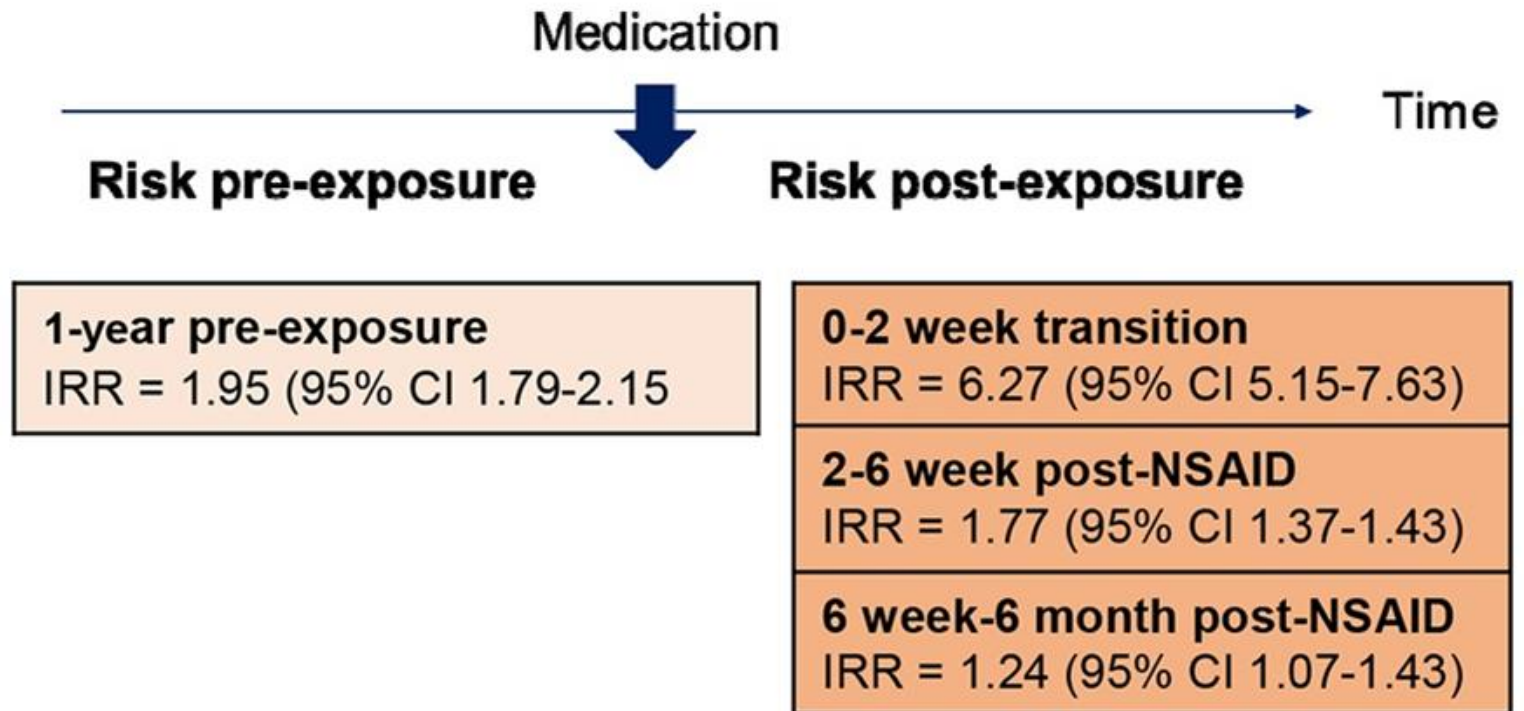 Medication
Time
Risk pre-exposure
Risk post-exposure
1-year pre-exposure
IRR = 1.95 (95% CI 1.79-2.15
0-2 week transition
IRR = 6.27 (95% CI 5.15-7.63)
2-6 week post-NSAID
IRR = 1.77 (95% CI 1.37-1.43)
6 week-6 month post-NSAID
IRR = 1.24 (95% CI 1.07-1.43)